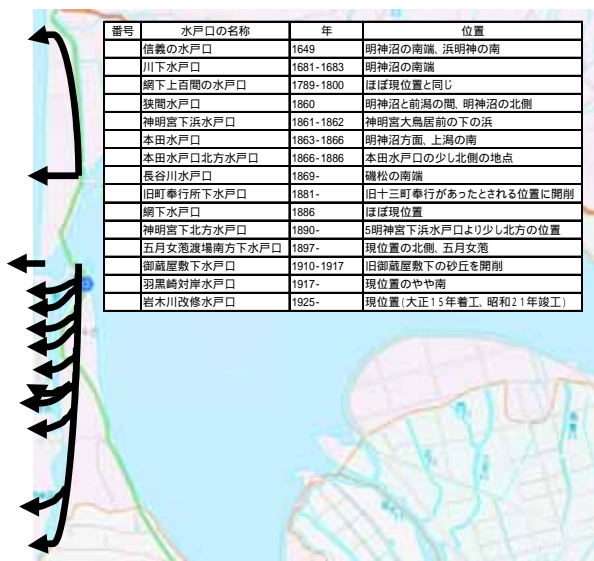 番号 水戸口の名称 年 位置
信義の水戸口 1649 明神沼の南端、浜明神の南
川下水戸口 1681-1683 明神沼の南端
網下上百間の水戸口 1789-1800 ほぼ現位置と同じ
狭間水戸口 1860 明神沼と前潟の間、明神沼の北側
神明宮下浜水戸口 1861-1862 神明宮大鳥居前の下の浜
本田水戸口 1863-1866 明神沼方面、上潟の南
本田水戸口北方水戸口 1866-1886 本田水戸口の少し北側の地点
長谷川水戸口 1869- 磯松の南端
旧町奉行所下水戸口 1881- 旧十三町奉行があったとされる位置に開削
網下水戸口 1886 ほぼ現位置
神明宮下北方水戸口 1890- 5明神宮下浜水戸口より少し北方の位置
五月女萢渡場南方下水戸口 1897- 現位置の北側、五月女萢
御蔵屋敷下水戸口 1910-1917 旧御蔵屋敷下の砂丘を開削
羽黒崎対岸水戸口 1917- 現位置のやや南
岩木川改修水戸口 1925- 現位置(大正15年着工、昭和21年竣工)